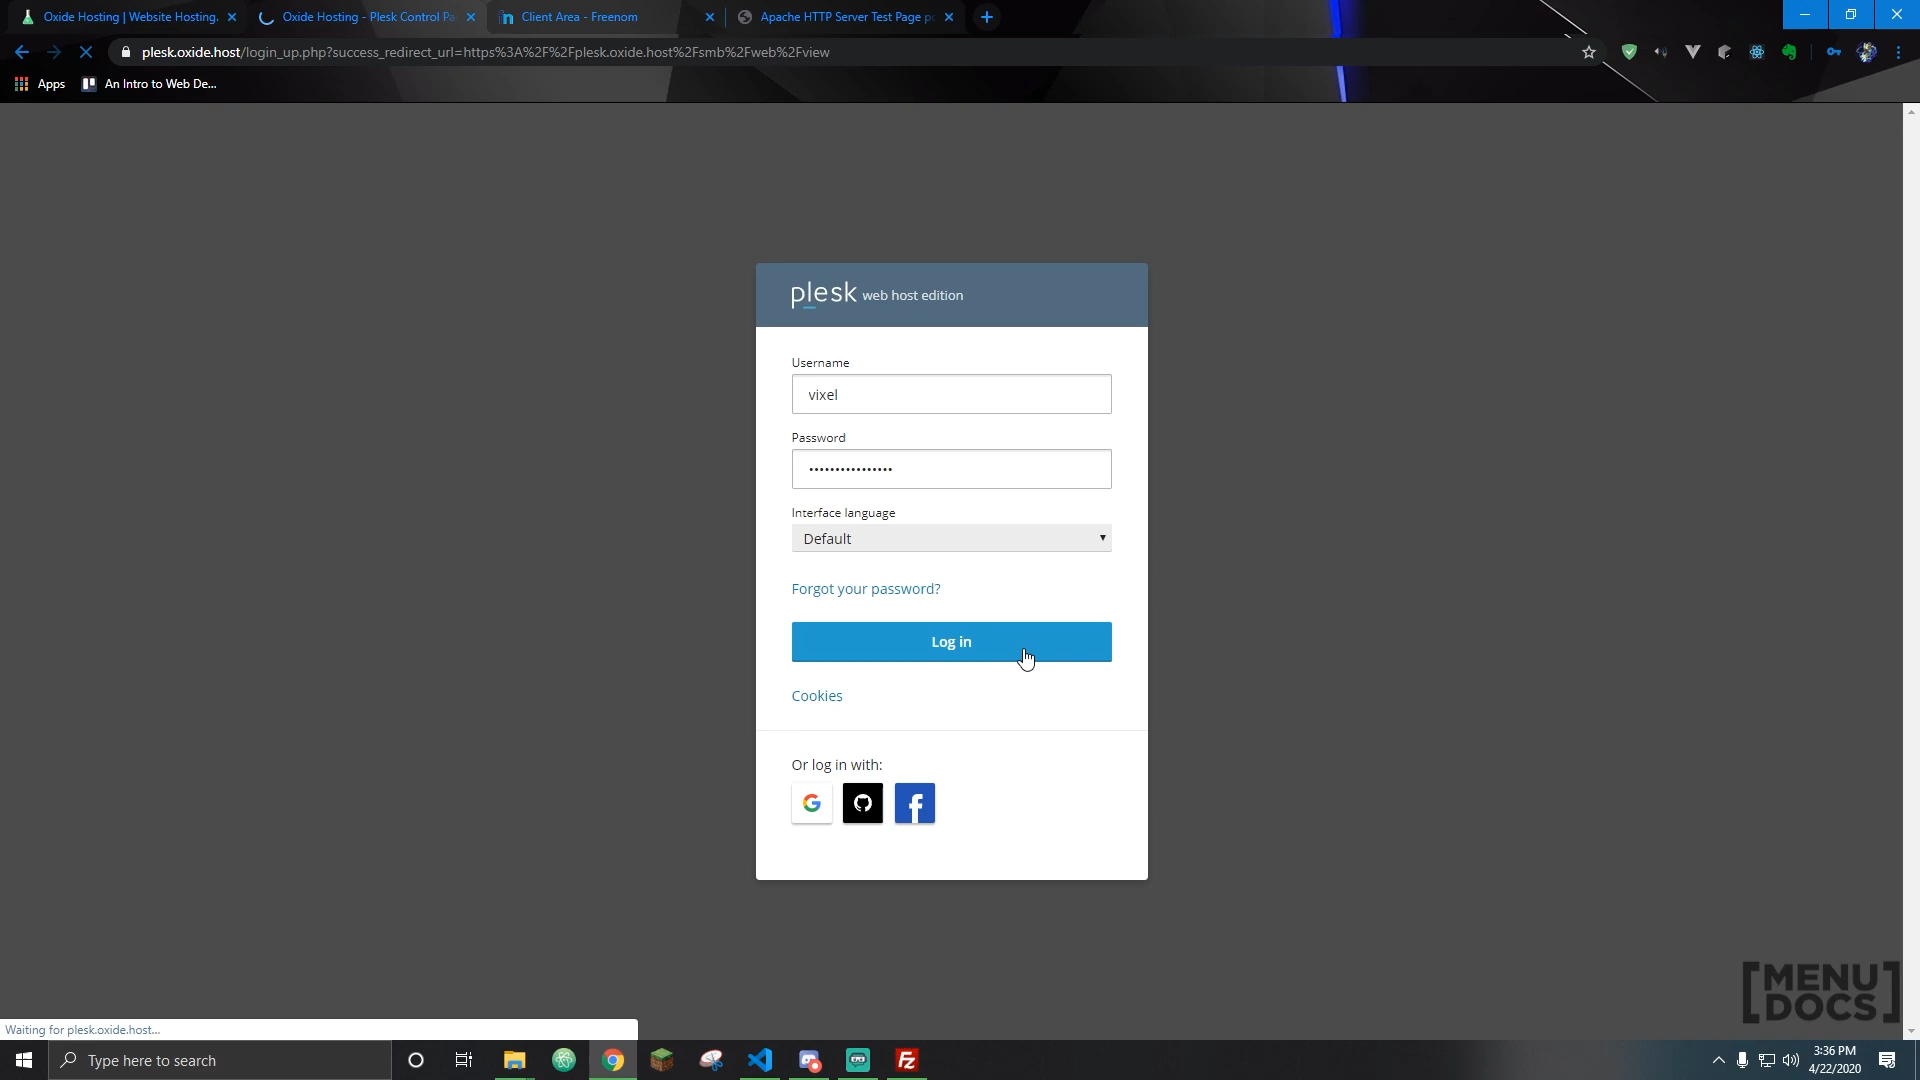 Oxide Hosting | Website Hosting,
Oxide Hosting - Plesk Control Pa
Client Area - Freenom
Apache HTTP Server Test Page po
plesk.oxide.host/login_up.php?success_redirect_url=https%3A%2F%2Fplesk.oxide.host%2Fsmb%2Fweb%2Fview
Apps
An Intro to Web De...
plesk web host edition
Username
vixel
Password
Interface language
Default
Forgot your password?
Log in
Cookies
Or log in with:
[MENU
DOCS]
Waiting for plesk.oxide.host...
Type here to search
3:36 PM
4/22/2020